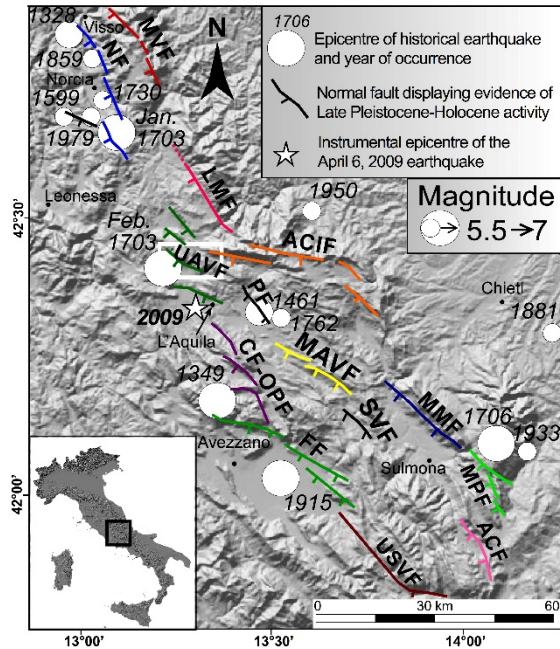 1328
Visso
NF
MVF
1859
Norcia
1730
1599
1979
Jan.
1703
Leonessa
LMF
1706
Epicentre of historical earthquake
and year of occurrence
Normal fault displaying evidence of
Late Pleistocene-Holocene activity
Instrumental epicentre of the
April 6, 2009 earthquake
Magnitude
5.5→7
1950
42°30'
Feb.
1703
ACIF
UAVF
PF
1461
1762
Chieti
1881
2009
L'Aquila
MAVF
CF-OPF
1349
MMF
SVF
1706
1933
Avezzano
FF
Sulmona
MPF
42°00'
1915
ACF
USVF
0 30 km 60
13°00' 13°30' 14°00'